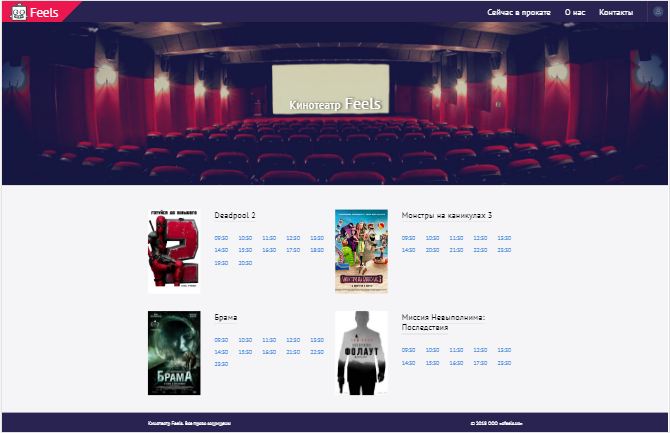 Feels
Сейчас в прокате О нас Контакты
Кинотеатр Feels
Deadpool 2
09:50 10:50 11:50 12:50 13:50
14:50 15:50 16:50 17:50 18:50
19:50 20:50
Монстры на каникулах 3
09:50 10:50 11:50 12:50 13:50
14:50 20:50 21:50 22:50 23:50
Брама
09:50 10:50 11:50 12:50 13:50
14:50 15:50 16:50 21:50 22:50
23:50
БРАМА
Миссия Невыполнима:
Последствия
09:50 10:50 11:50 12:50 13:50
14:50 15:50 16:50 17:50 23:50
ФОЛАУТ
Кинотеатр Feels. Все права защищены
© 2018 ООО